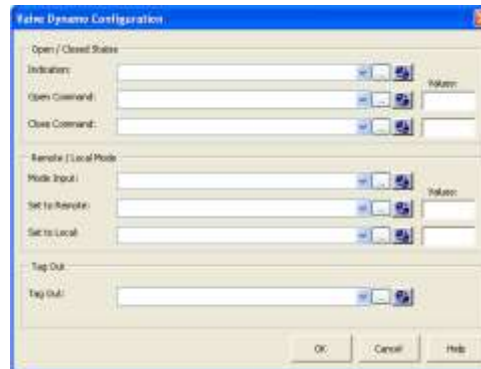 Valve Dynamo Configuration
Open / Closed Status
Indication:
Values:
Open Command:
Close Command:
Remote / Local Mode
Mode Input:
Values:
Set to Remote:
Set to Local:
Tag Out
Tag Out:
OK Cancel Help